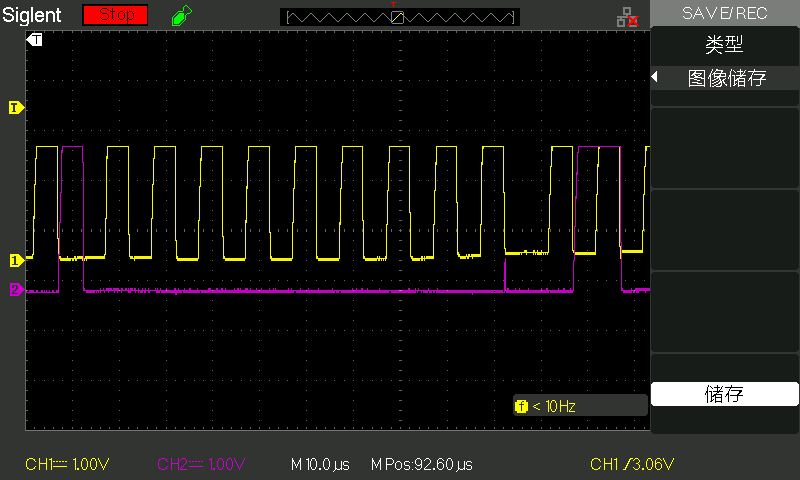 Siglent Stop SAVE/REC
类型
图像储存
T
T
1
2
f < 10Hz
储存
CH1 1.00V CH2 1.00V M 10.0µs M Pos:92.60µs CH1 /3.06V